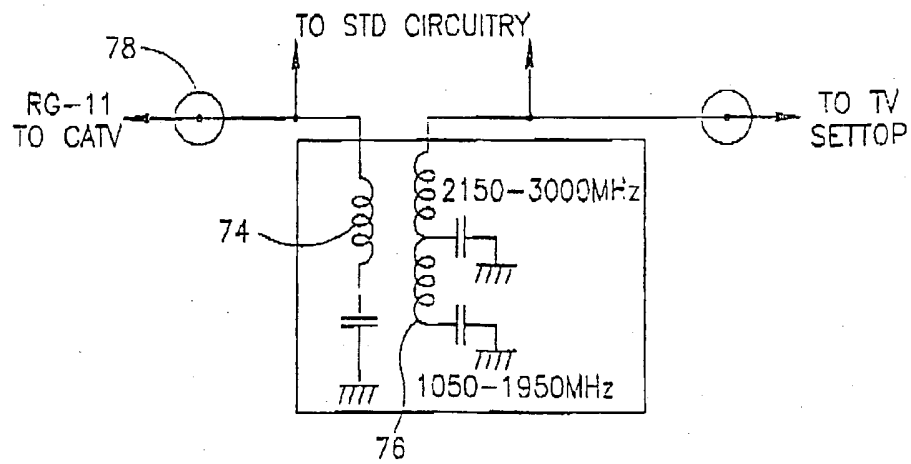 TO STD CIRCUITRY
78
RG-11
TO CATV
TO TV
SETTOP
2150-3000MHz
74
1050-1950MHz
76